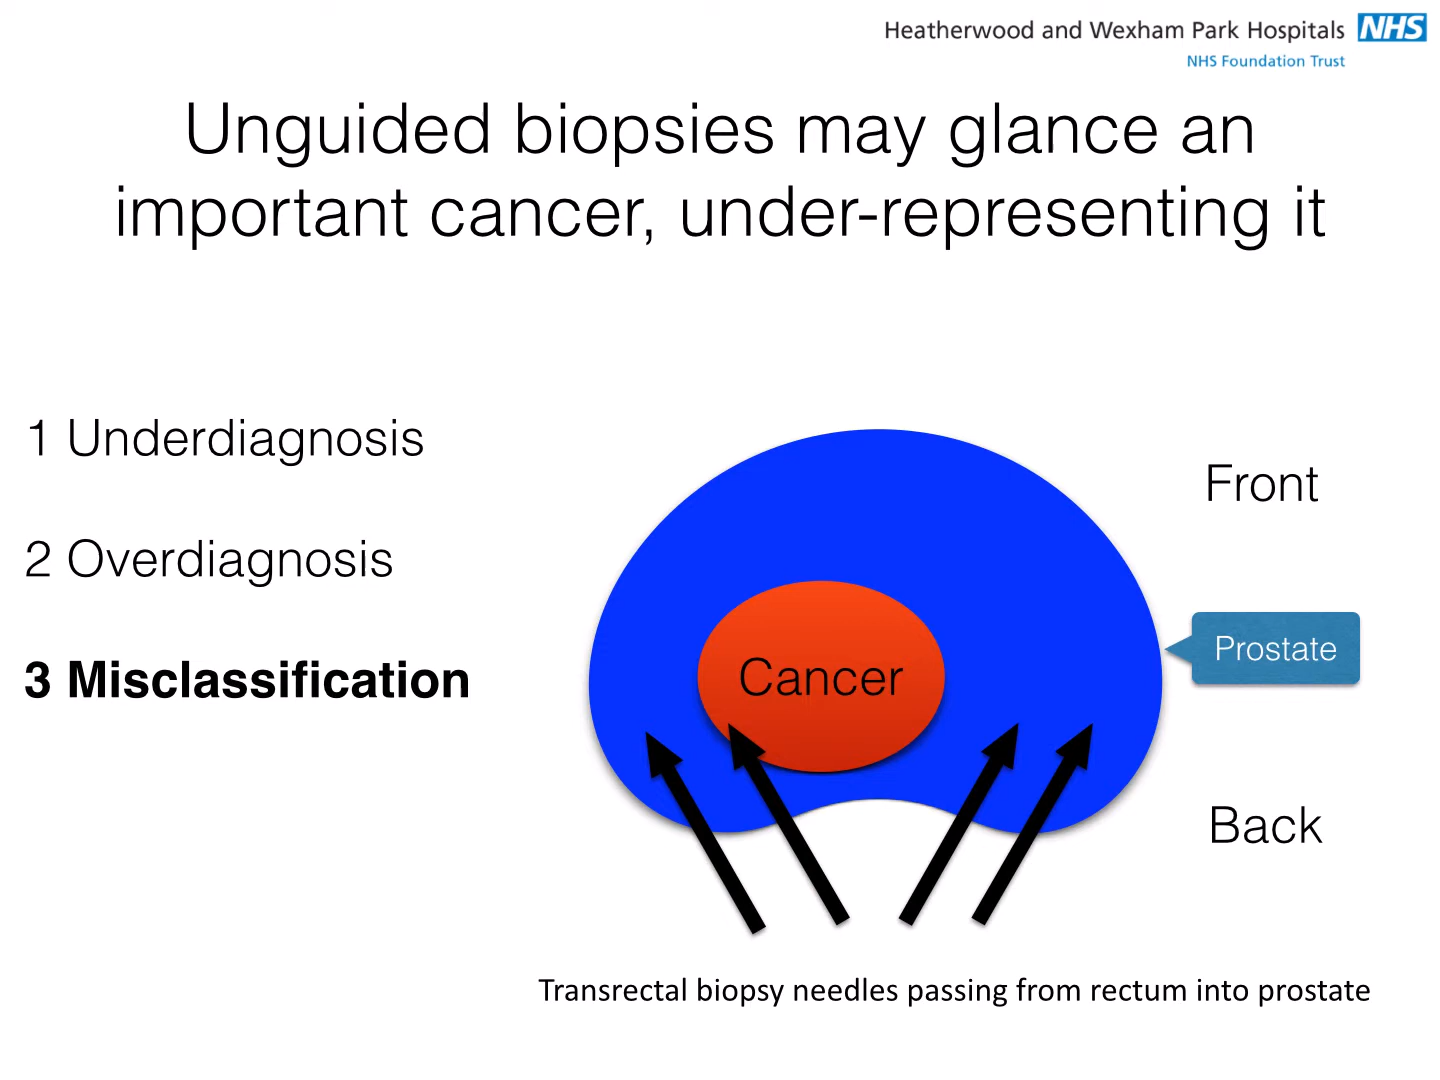 Heatherwood and Wexham Park Hospitals NHS
NHS Foundation Trust
Unguided biopsies may glance an
important cancer, under-representing it
1 Underdiagnosis
2 Overdiagnosis
3 Misclassification
Front
Prostate
Cancer
Back
Transrectal biopsy needles passing from rectum into prostate